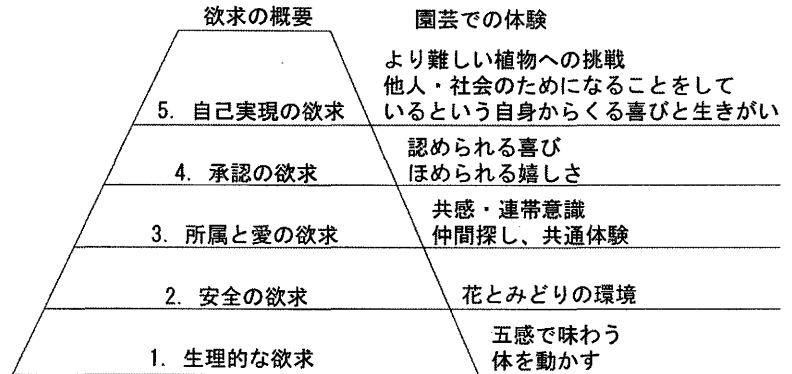 欲求の概要 園芸での体験
より難しい植物への挑戦
他人・社会のためになることをして
5. 自己実現の欲求 いるという自身からくる喜びと生きがい
認められる喜び
4. 承認の欲求 ほめられる嬉しさ
共感・連帯意識
3. 所属と愛の欲求 仲間探し、共通体験
2. 安全の欲求 花とみどりの環境
五感で味わう
1. 生理的な欲求 体を動かす